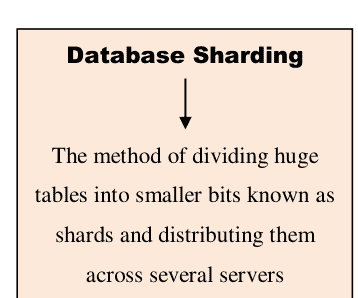 Database Sharding
The method of dividing huge
tables into smaller bits known as
shards and distributing them
across several servers